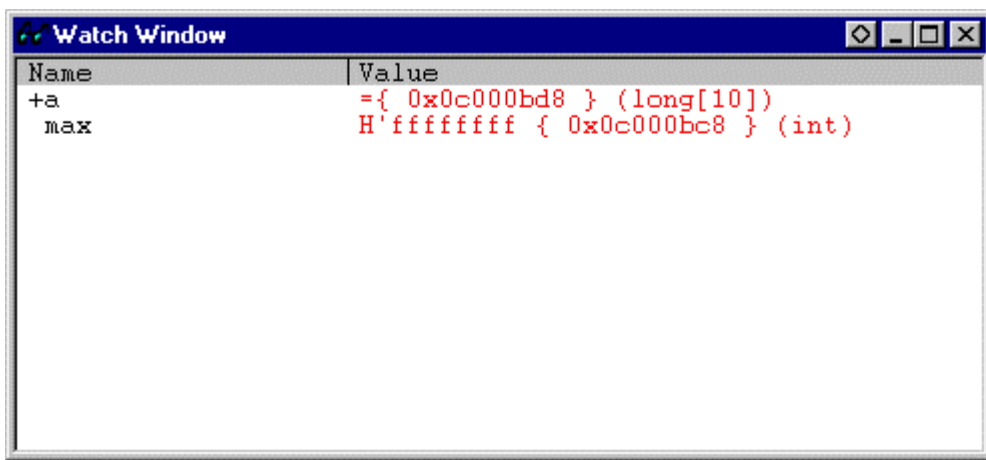 Watch Window
Name Value
+a ={ 0x0c000bd8 } (long[10])
max H'ffffffff { 0x0c000bc8 } (int)